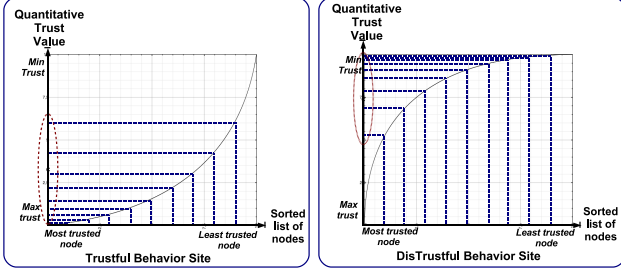 Quantitative
Trust
Value
Min
Trust
Max
trust
Most trusted
node
Least trusted
node
Sorted
list of
nodes
Trustful Behavior Site
Quantitative
Trust
Value
Min
Trust
Max
trust
Most trusted
node
Least trusted
node
Sorted
list of
nodes
DisTrustful Behavior Site